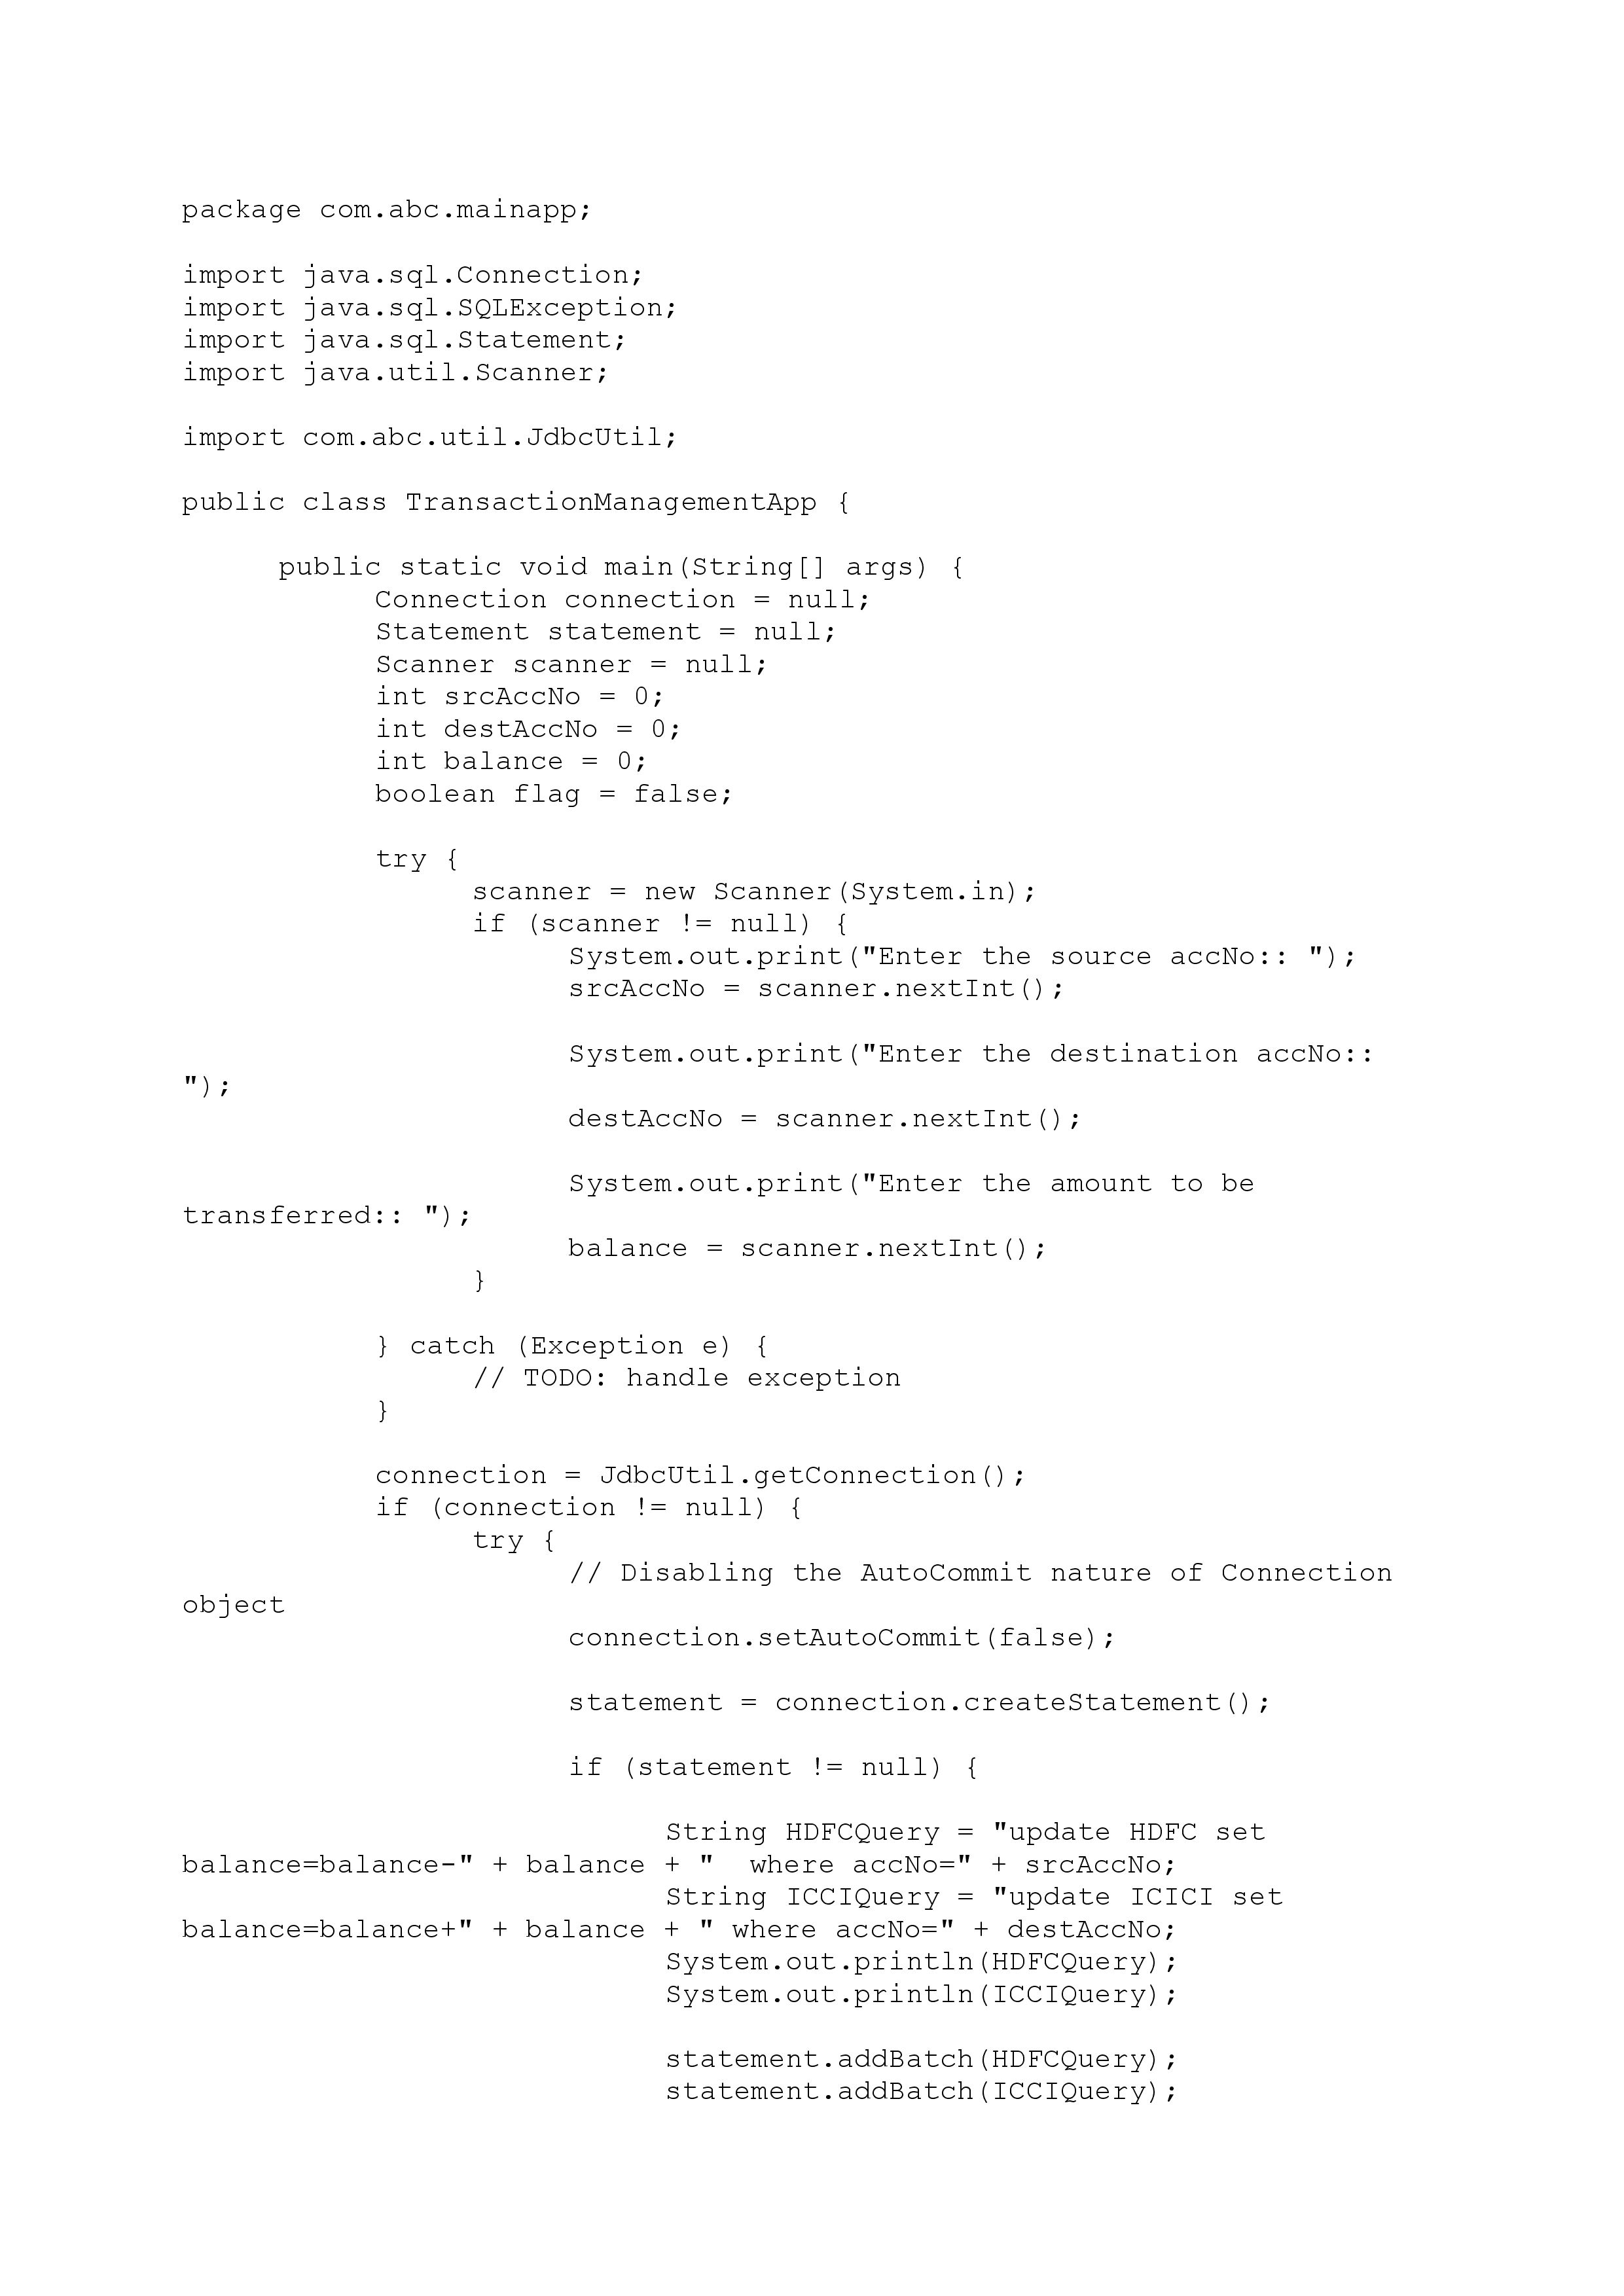 package com.abc.mainapp;

import java.sql.Connection;
import java.sql.SQLException;
import java.sql.Statement;
import java.util.Scanner;

import com.abc.util.JdbcUtil;

public class TransactionManagementApp {

      public static void main(String[] args) {
            Connection connection = null;
            Statement statement = null;
            Scanner scanner = null;
            int srcAccNo = 0;
            int destAccNo = 0;
            int balance = 0;
            boolean flag = false;

            try {
                  scanner = new Scanner(System.in);
                  if (scanner != null) {
                        System.out.print("Enter the source accNo:: ");
                        srcAccNo = scanner.nextInt();

                        System.out.print("Enter the destination accNo::
");
                        destAccNo = scanner.nextInt();

                        System.out.print("Enter the amount to be
transferred:: ");
                        balance = scanner.nextInt();
                  }

            } catch (Exception e) {
                  // TODO: handle exception
            }

            connection = JdbcUtil.getConnection();
            if (connection != null) {
                  try {
                        // Disabling the AutoCommit nature of Connection
object
                        connection.setAutoCommit(false);

                        statement = connection.createStatement();

                        if (statement != null) {

                              String HDFCQuery = "update HDFC set
balance=balance-" + balance + "  where accNo=" + srcAccNo;
                              String ICCIQuery = "update ICICI set
balance=balance+" + balance + " where accNo=" + destAccNo;
                              System.out.println(HDFCQuery);
                              System.out.println(ICCIQuery);

                              statement.addBatch(HDFCQuery);
                              statement.addBatch(ICCIQuery);